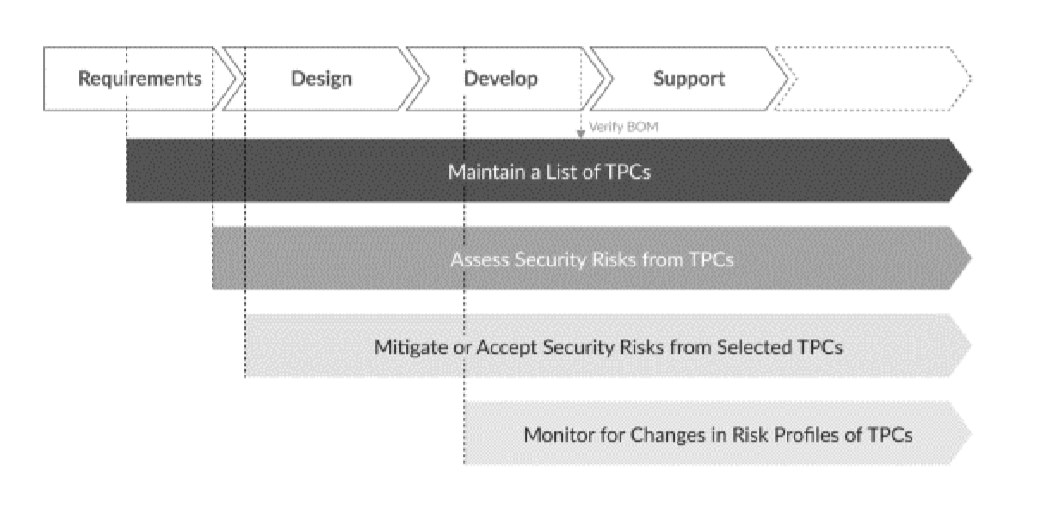 Requirements
Design
Develop
Support
Verify BOM
Maintain a List of TPCs
Assess Security Risks from TPCs
Mitigate or Accept Security Risks from Selected TPCs
Monitor for Changes in Risk Profiles of TPCs